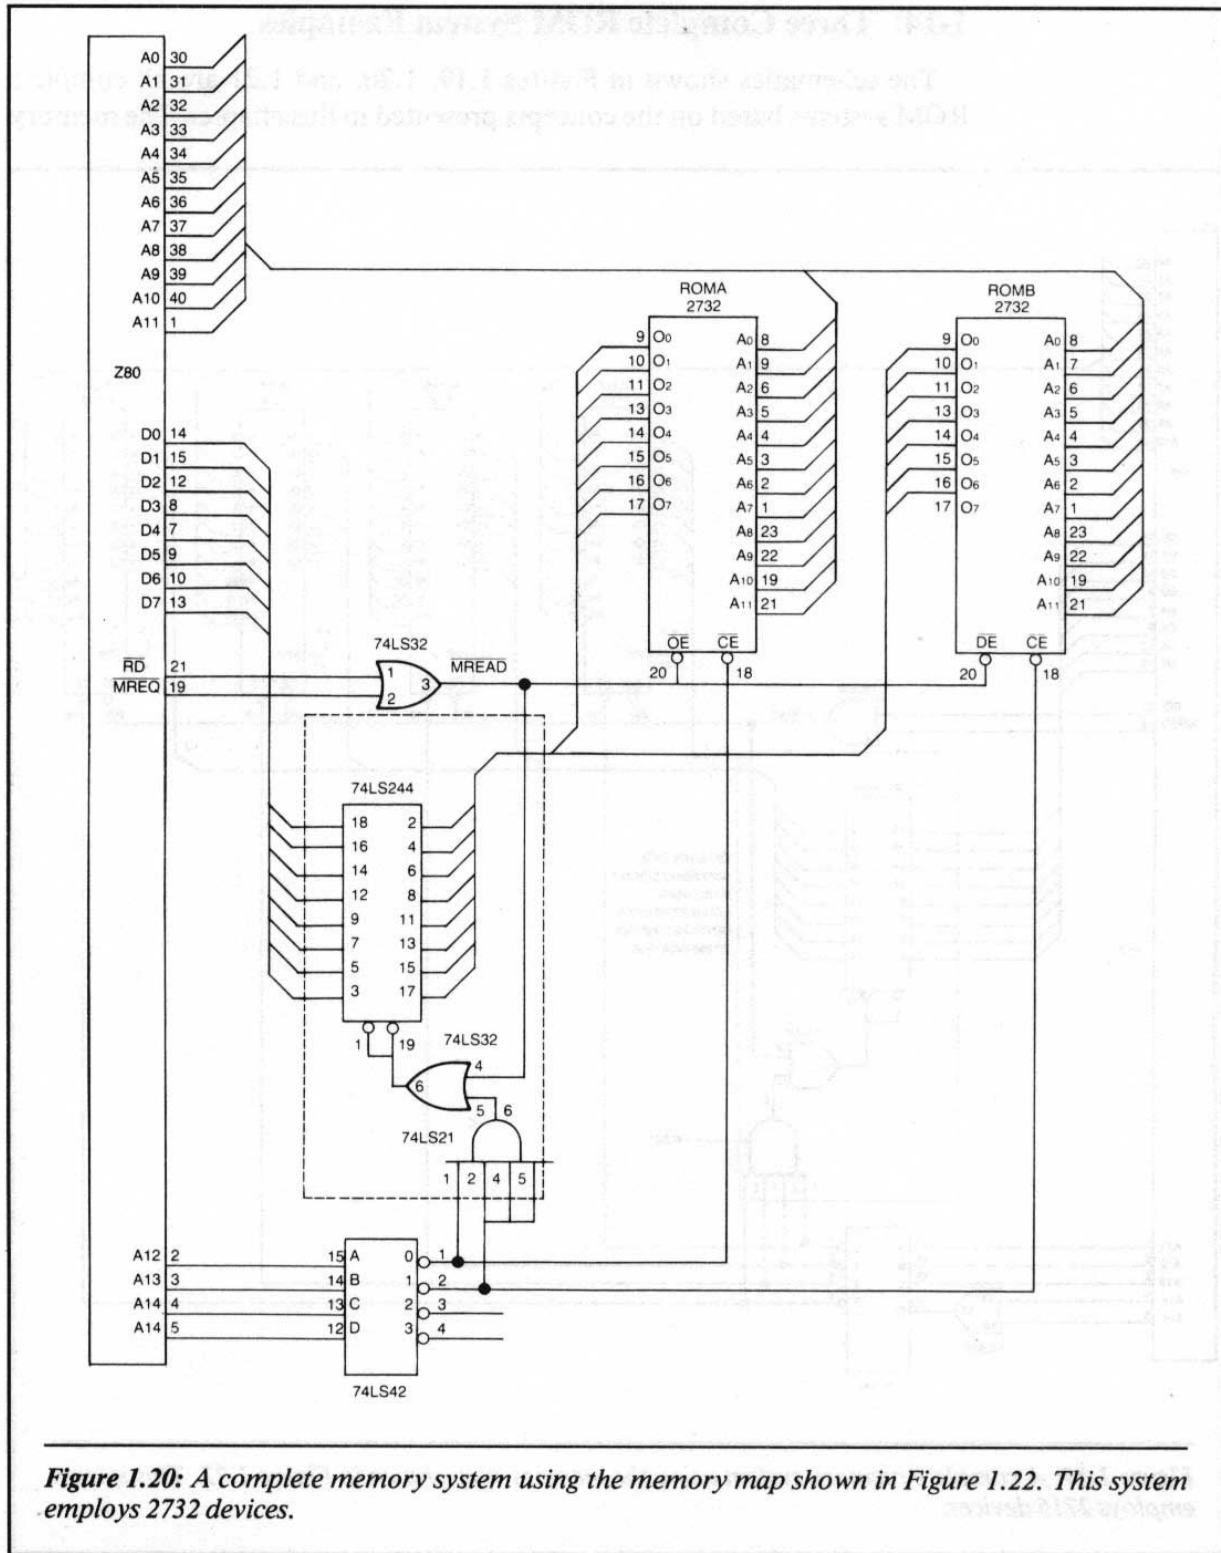 A0 30
A1 31
A2 32
A3 33
A4 34
A5 35
A6 36
A7 37
A8 38
A9 39
A10 40
A11 1
Z80
D0 14
D1 15
D2 12
D3 8
D4 7
D5 9
D6 10
D7 13
RD 21
MREQ 19
74LS32
1
2
3
MREAD
ROMA
2732
9 O0 A0 8
10 O1 A1 9
11 O2 A2 6
13 O3 A3 5
14 O4 A4 4
15 O5 A5 3
16 O6 A6 2
17 O7 A7 1
A8 23
A9 22
A10 19
A11 21
OE CE
20 18
ROMB
2732
9 O0 A0 8
10 O1 A1 7
11 O2 A2 6
13 O3 A3 5
14 O4 A4 4
15 O5 A5 3
16 O6 A6 2
17 O7 A7 1
A8 23
A9 22
A10 19
A11 21
DE CE
20 18
74LS244
18 2
16 4
14 6
12 8
9 11
7 13
5 15
3 17
1 19
74LS32
4
6
5 6
74LS21
1 2 4 5
A12 2 15 A 0 1
A13 3 14 B 1 2
A14 4 13 C 2 3
A14 5 12 D 3 4
74LS42
Figure 1.20: A complete memory system using the memory map shown in Figure 1.22. This system
employs 2732 devices.